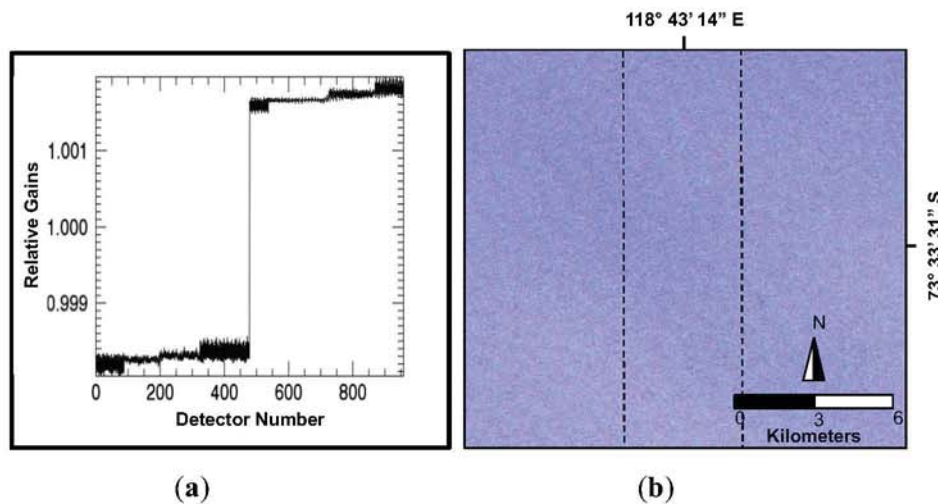 118° 43' 14” E
73° 33' 31” S
Relative Gains
1.001
1.000
0.999
0 200 400 600 800
Detector Number
N
0 3 6
Kilometers
(a) (b)